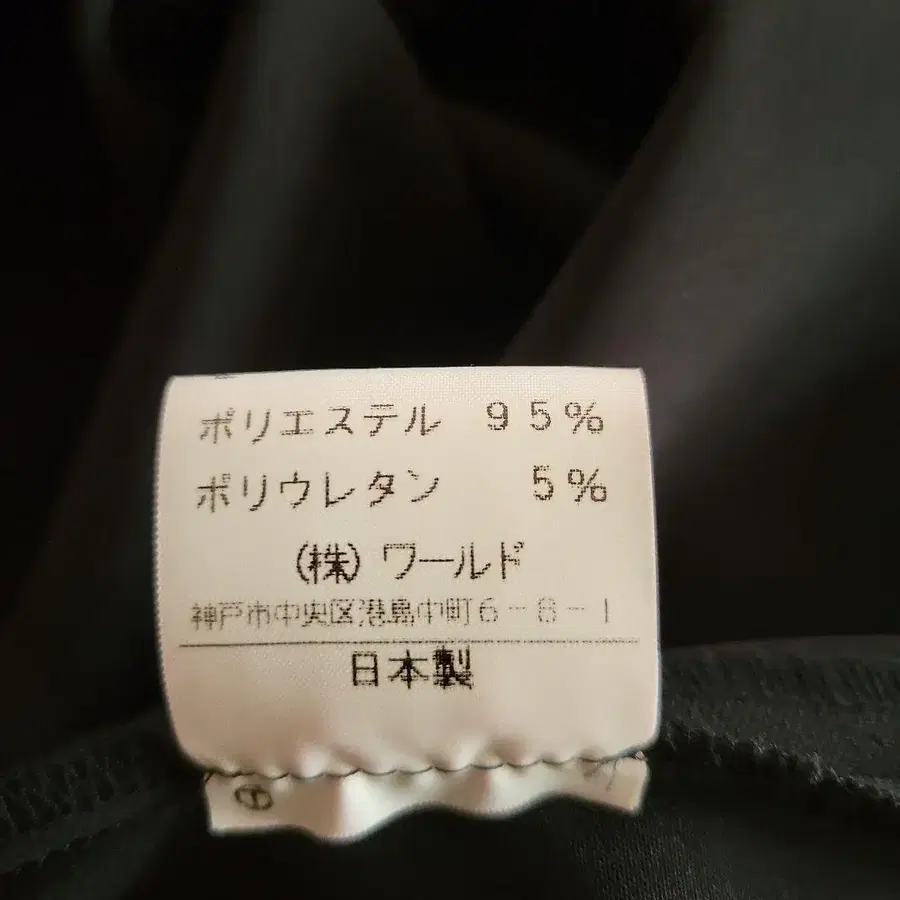 ポリエステル 95%
ポリウレタン 5%
(株)ワールド
神戸市中央区港島中町6-8-1
日本製